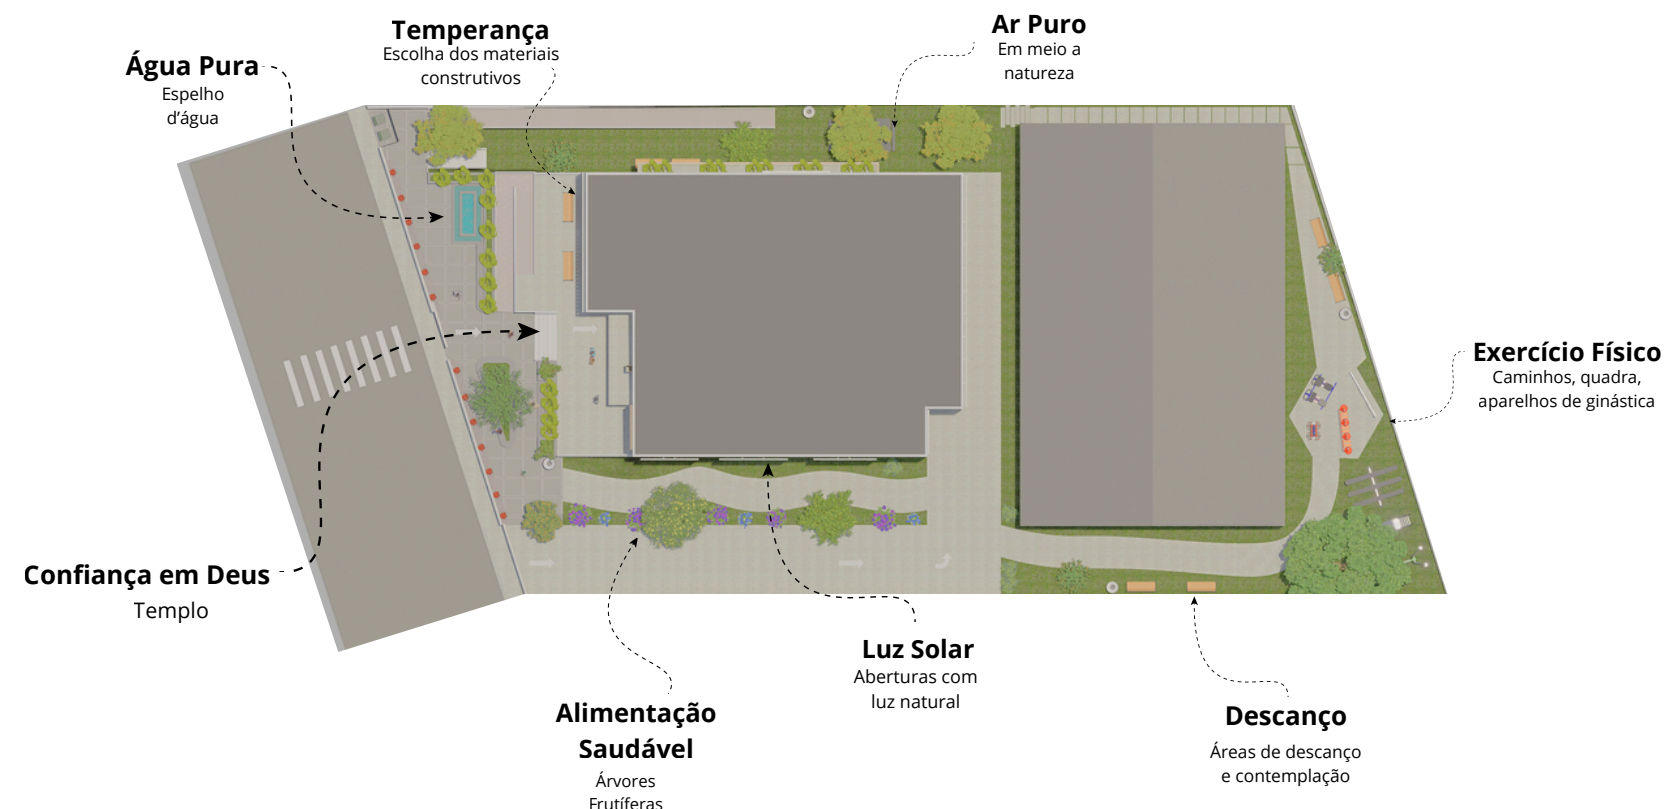 Ar Puro
Em meio a
natureza
Temperança
Escolha dos materiais
construtivos
Água Pura
Espelho
d'água
Exercício Físico
Caminhos, quadra,
aparelhos de ginástica
Confiança em Deus
Templo
Luz Solar
Aberturas com
luz natural
Alimentação
Saudável
Árvores
Frutíferas
Descanço
Áreas de descanço
e contemplação